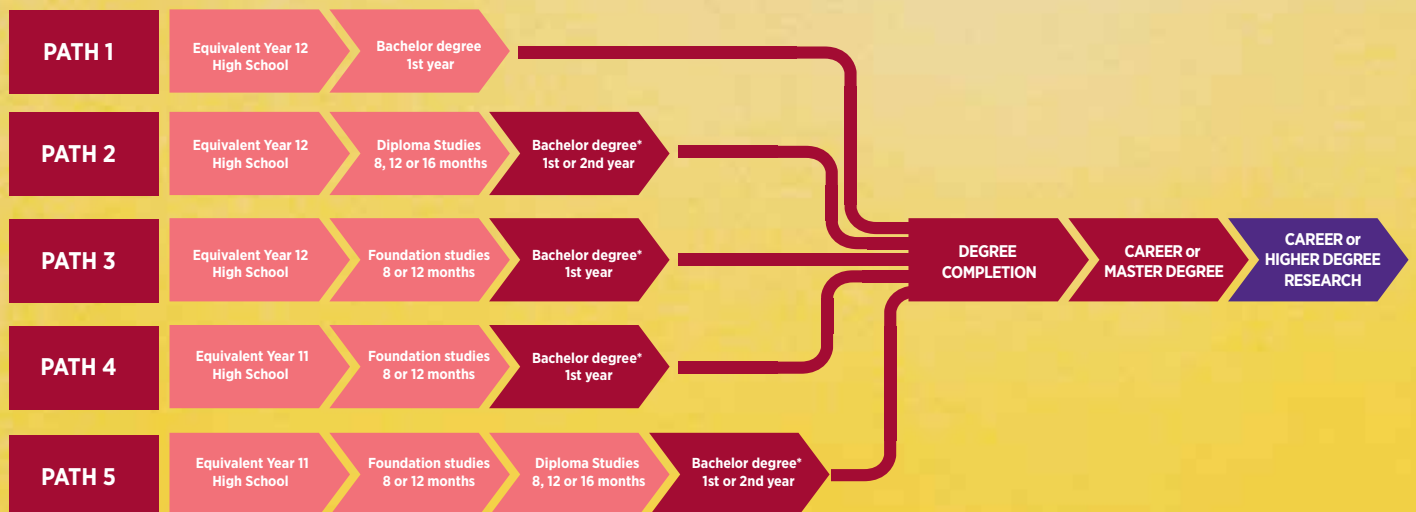 PATH 1
Equivalent Year 12
High School
Bachelor degree
1st year
PATH 2
Equivalent Year 12
High School
Diploma Studies
8, 12 or 16 months
Bachelor degree*
1st or 2nd year
PATH 3
Equivalent Year 12
High School
Foundation studies
8 or 12 months
Bachelor degree*
1st year
PATH 4
Equivalent Year 11
High School
Foundation studies
8 or 12 months
Bachelor degree*
1st year
PATH 5
Equivalent Year 11
High School
Foundation studies
8 or 12 months
Diploma Studies
8, 12 or 16 months
Bachelor degree*
1st or 2nd year
DEGREE
COMPLETION
CAREER or
MASTER DEGREE
CAREER or
HIGHER DEGREE
RESEARCH